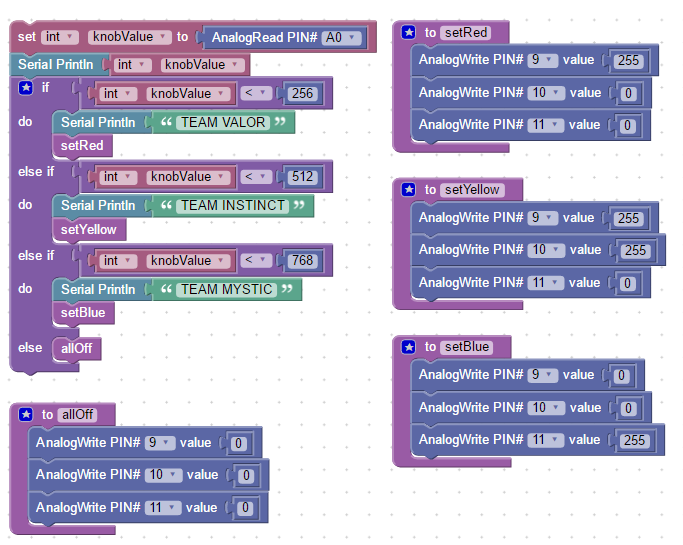 set int knobValue to AnalogRead PIN# A0
Serial Println int knobValue
if int knobValue < 256
do Serial Println “ TEAM VALOR ”
setRed
else if int knobValue < 512
do Serial Println “ TEAM INSTINCT ”
setYellow
else if int knobValue < 768
do Serial Println “ TEAM MYSTIC ”
setBlue
else allOff
to allOff
AnalogWrite PIN# 9 value 0
AnalogWrite PIN# 10 value 0
AnalogWrite PIN# 11 value 0
to setRed
AnalogWrite PIN# 9 value 255
AnalogWrite PIN# 10 value 0
AnalogWrite PIN# 11 value 0
to setYellow
AnalogWrite PIN# 9 value 255
AnalogWrite PIN# 10 value 255
AnalogWrite PIN# 11 value 0
to setBlue
AnalogWrite PIN# 9 value 0
AnalogWrite PIN# 10 value 0
AnalogWrite PIN# 11 value 255